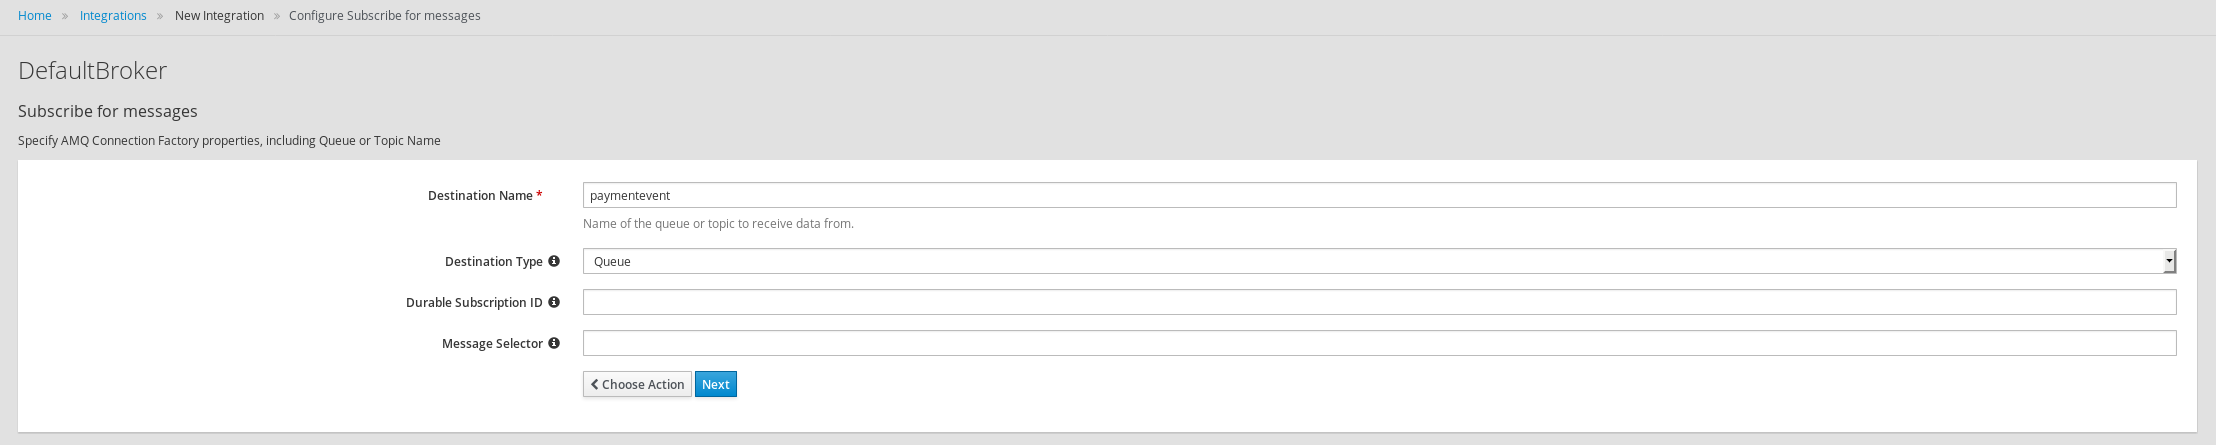 Home » Integrations » New Integration » Configure Subscribe for messages
DefaultBroker
Subscribe for messages
Specify AMQ Connection Factory properties, including Queue or Topic Name
Destination Name * paymentevent
Name of the queue or topic to receive data from.
Destination Type Queue
Durable Subscription ID
Message Selector
Choose Action Next